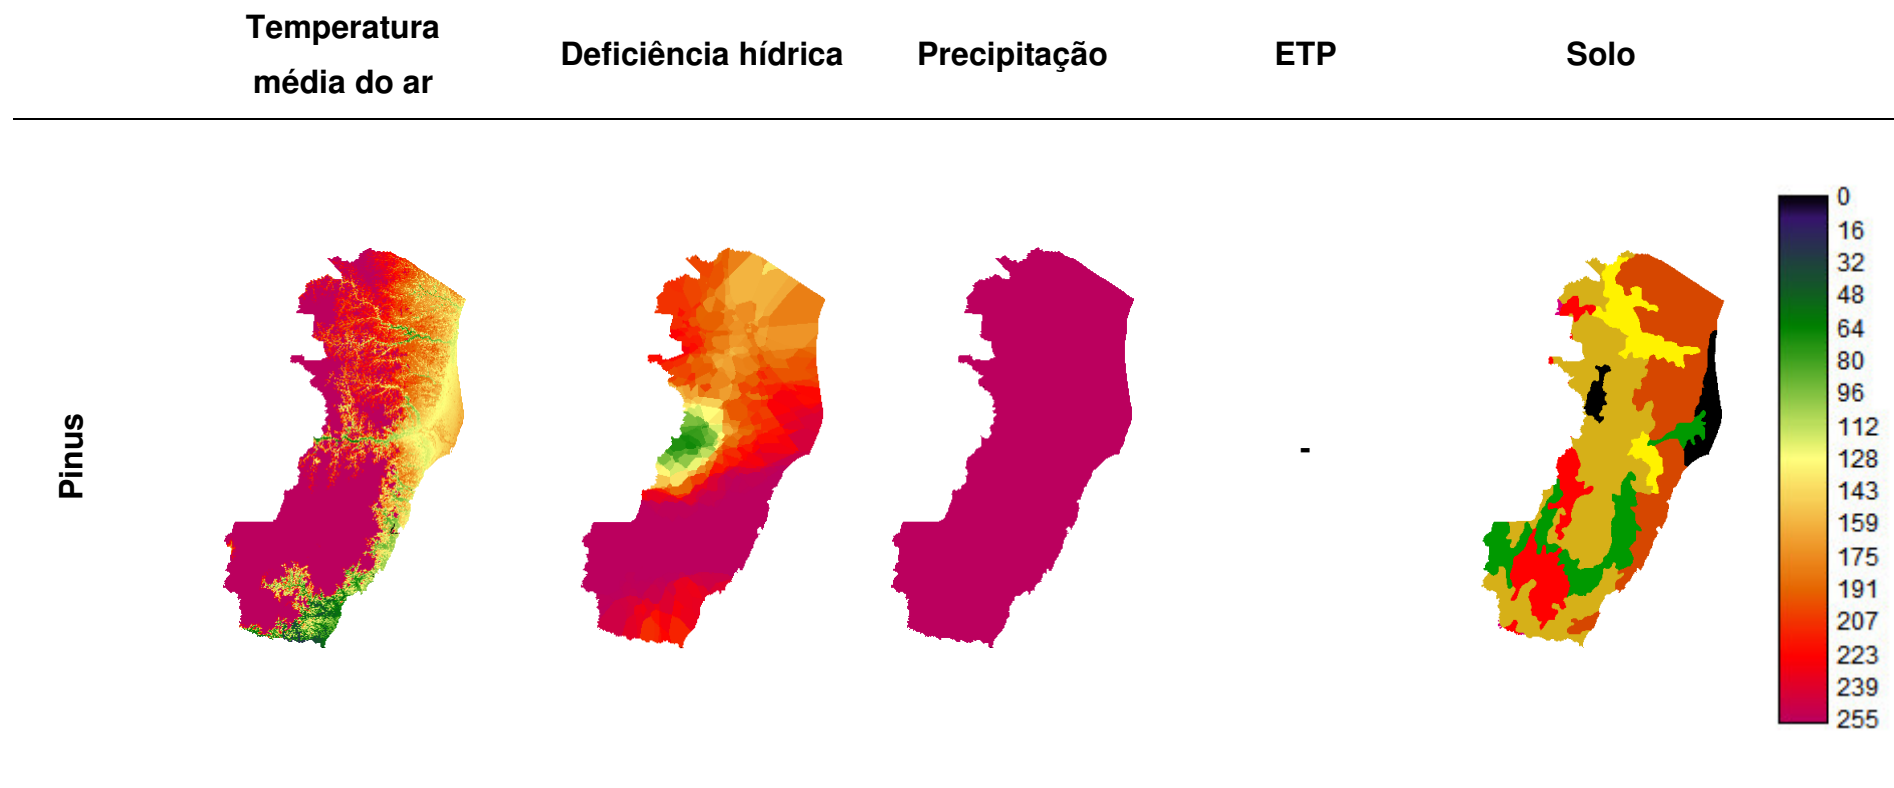 Temperatura
média do ar
Deficiência hídrica
Precipitação
ETP
Solo
Pinus
-
0
16
32
48
64
80
96
112
128
143
159
175
191
207
223
239
255